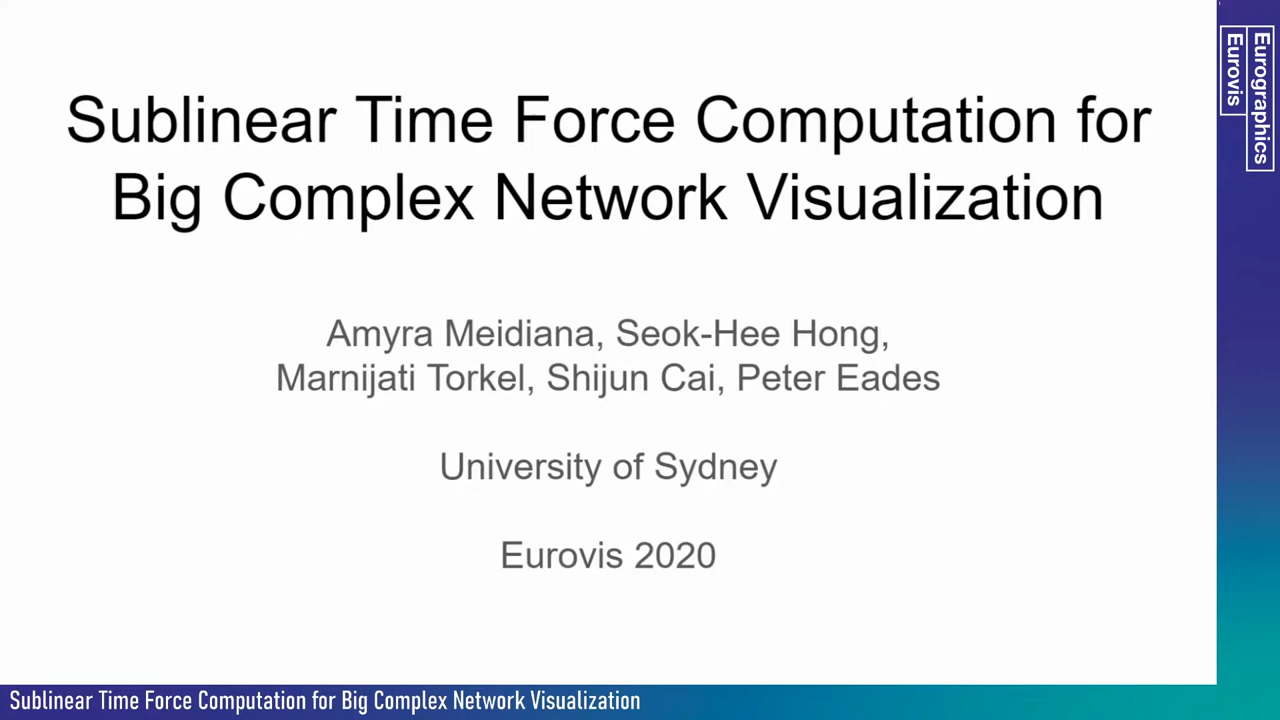 Sublinear Time Force Computation for
Big Complex Network Visualization
Amyra Meidiana, Seok-Hee Hong,
Marnijati Torkel, Shijun Cai, Peter Eades
University of Sydney
Eurovis 2020
Eurographics
Eurovis
Sublinear Time Force Computation for Big Complex Network Visualization